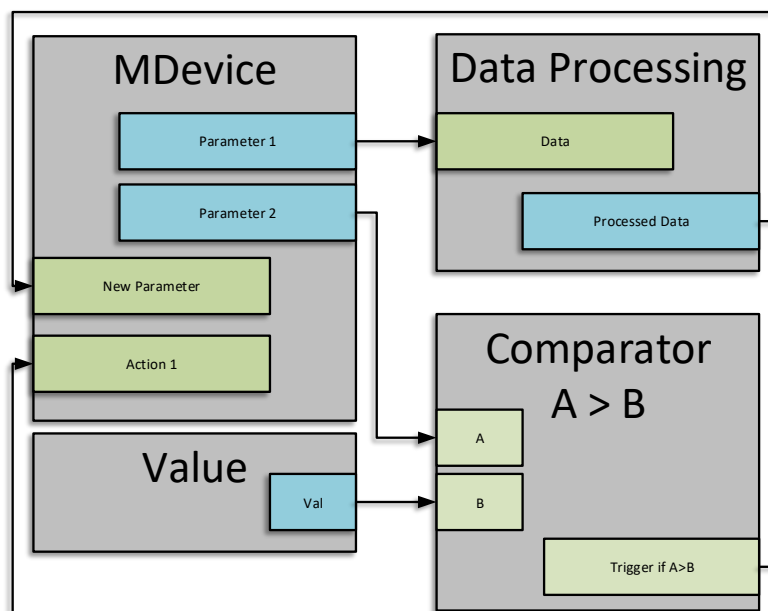 MDevice
Parameter 1
Parameter 2
New Parameter
Action 1
Data Processing
Data
Processed Data
Value
Val
Comparator
A > B
A
B
Trigger if A>B